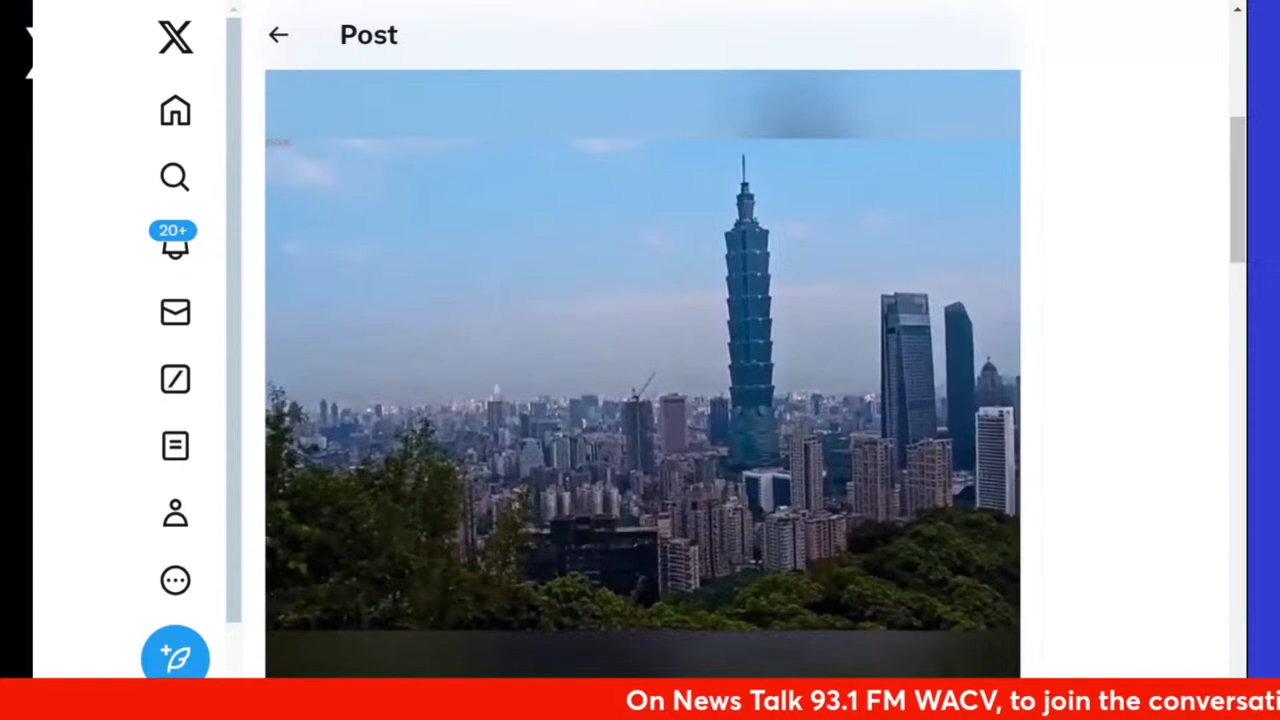 Post
20+
On News Talk 93.1 FM WACV, to join the conversati